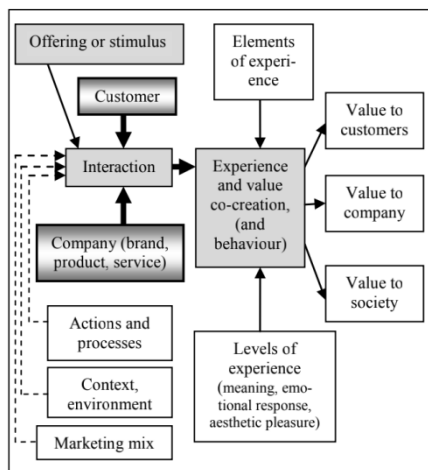 Offering or stimulus
Customer
Interaction
Company (brand,
product, service)
Actions and
processes
Context,
environment
Marketing mix
Elements
of experi-
ence
Experience
and value
co-creation,
(and
behaviour)
Levels of
experience
(meaning, emo-
tional response,
aesthetic pleasure)
Value to
customers
Value to
company
Value to
society